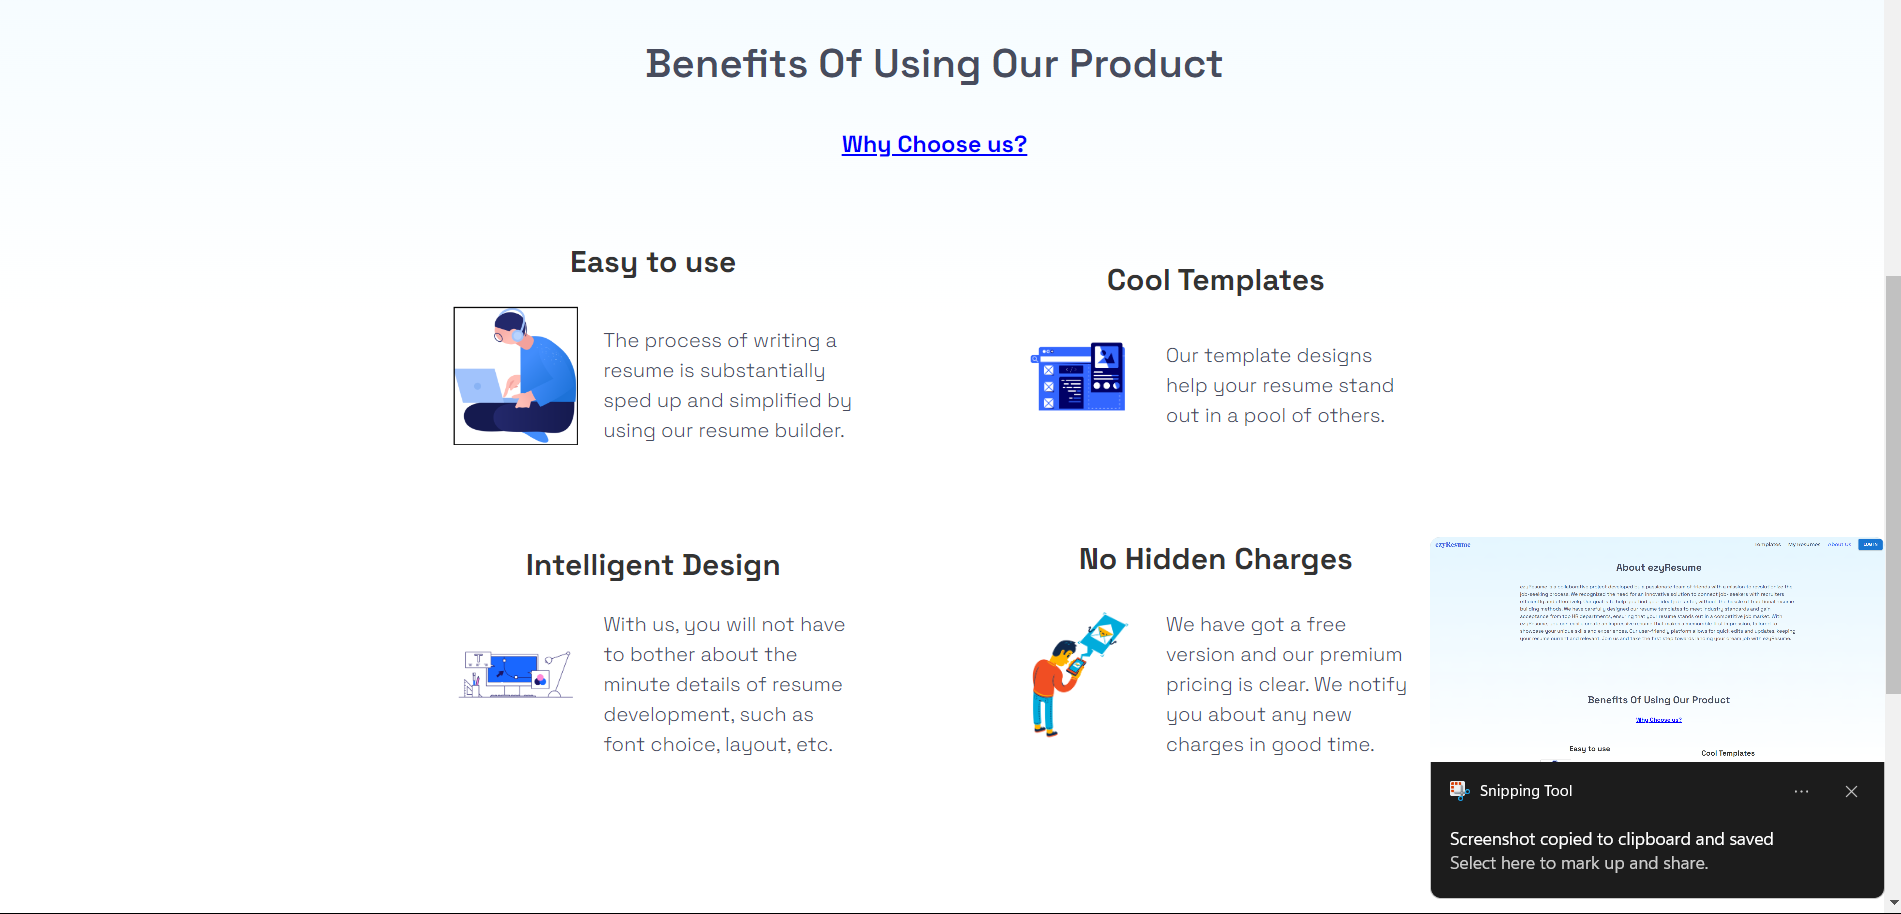 Benefits Of Using Our Product
Why Choose us?
Easy to use
The process of writing a
resume is substantially
sped up and simplified by
using our resume builder.
Cool Templates
Our template designs
help your resume stand
out in a pool of others.
Intelligent Design
With us, you will not have
to bother about the
minute details of resume
development, such as
font choice, layout, etc.
No Hidden Charges
We have got a free
version and our premium
pricing is clear. We notify
you about any new
charges in good time.
ezyResume
Templates My Resumes About Us LOGIN
About ezyResume
Benefits Of Using Our Product
Why Choose us?
Easy to use
Cool Templates
Snipping Tool
Screenshot copied to clipboard and saved
Select here to mark up and share.